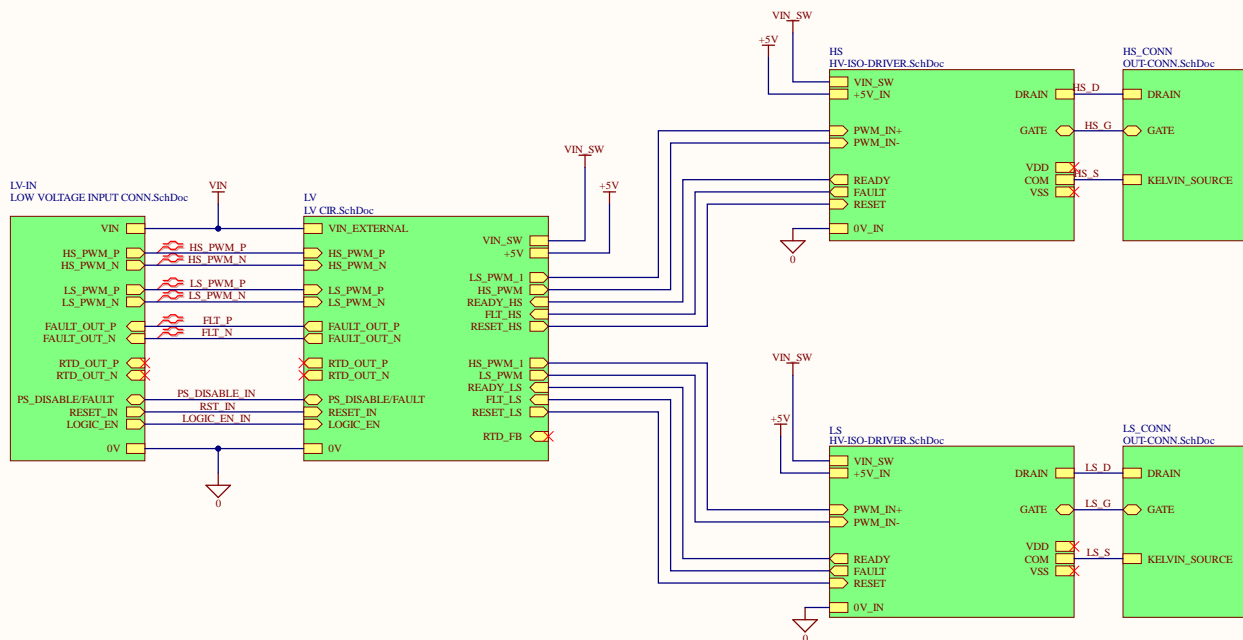 VIN_SW
+5V
HS
HV-ISO-DRIVER.SchDoc
VIN_SW
+5V_IN
PWM_IN+
PWM_IN-
READY
FAULT
RESET
0V_IN
DRAIN
GATE
VDD
COM
VSS
0
HS_D
HS_G
HS_S
HS_CONN
OUT-CONN.SchDoc
DRAIN
GATE
KELVIN_SOURCE
LV-IN
LOW VOLTAGE INPUT CONN.SchDoc
VIN
HS_PWM_P
HS_PWM_N
LS_PWM_P
LS_PWM_N
FAULT_OUT_P
FAULT_OUT_N
RTD_OUT_P
RTD_OUT_N
PS_DISABLE/FAULT
RESET_IN
LOGIC_EN
0V
VIN
HS_PWM_P
HS_PWM_N
LS_PWM_P
LS_PWM_N
FLT_P
FLT_N
PS_DISABLE_IN
RST_IN
LOGIC_EN_IN
0
LV
LV CIR.SchDoc
VIN_EXTERNAL
HS_PWM_P
HS_PWM_N
LS_PWM_P
LS_PWM_N
FAULT_OUT_P
FAULT_OUT_N
RTD_OUT_P
RTD_OUT_N
PS_DISABLE/FAULT
RESET_IN
LOGIC_EN
0V
VIN_SW
+5V
LS_PWM_1
HS_PWM
READY_HS
FLT_HS
RESET_HS
HS_PWM_1
LS_PWM
READY_LS
FLT_LS
RESET_LS
RTD_FB
VIN_SW
+5V
VIN_SW
+5V
LS
HV-ISO-DRIVER.SchDoc
VIN_SW
+5V_IN
PWM_IN+
PWM_IN-
READY
FAULT
RESET
0V_IN
DRAIN
GATE
VDD
COM
VSS
0
LS_D
LS_G
LS_S
LS_CONN
OUT-CONN.SchDoc
DRAIN
GATE
KELVIN_SOURCE